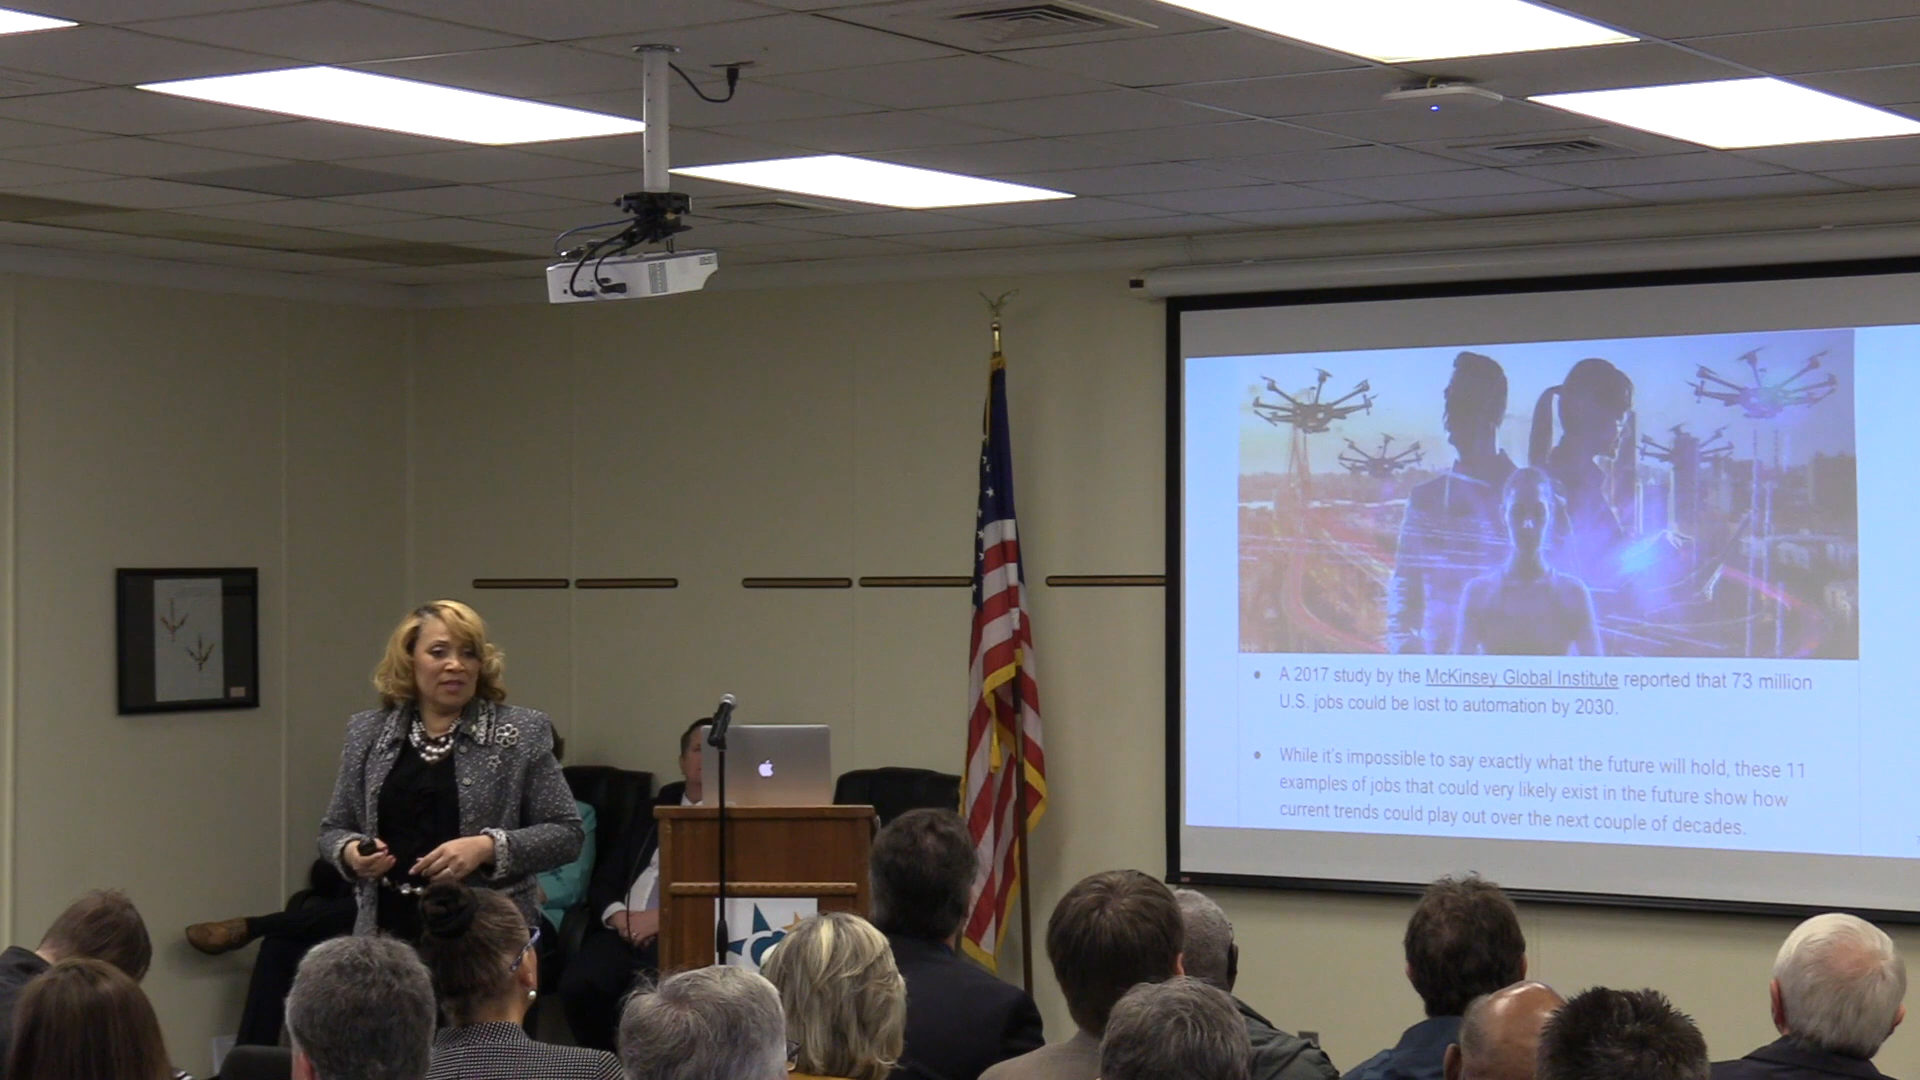 A 2017 study by the McKinsey Global Institute reported that 73 million
U.S. jobs could be lost to automation by 2030.
While it's impossible to say exactly what the future will hold, these 11
examples of jobs that could very likely exist in the future show how
current trends could play out over the next couple of decades.